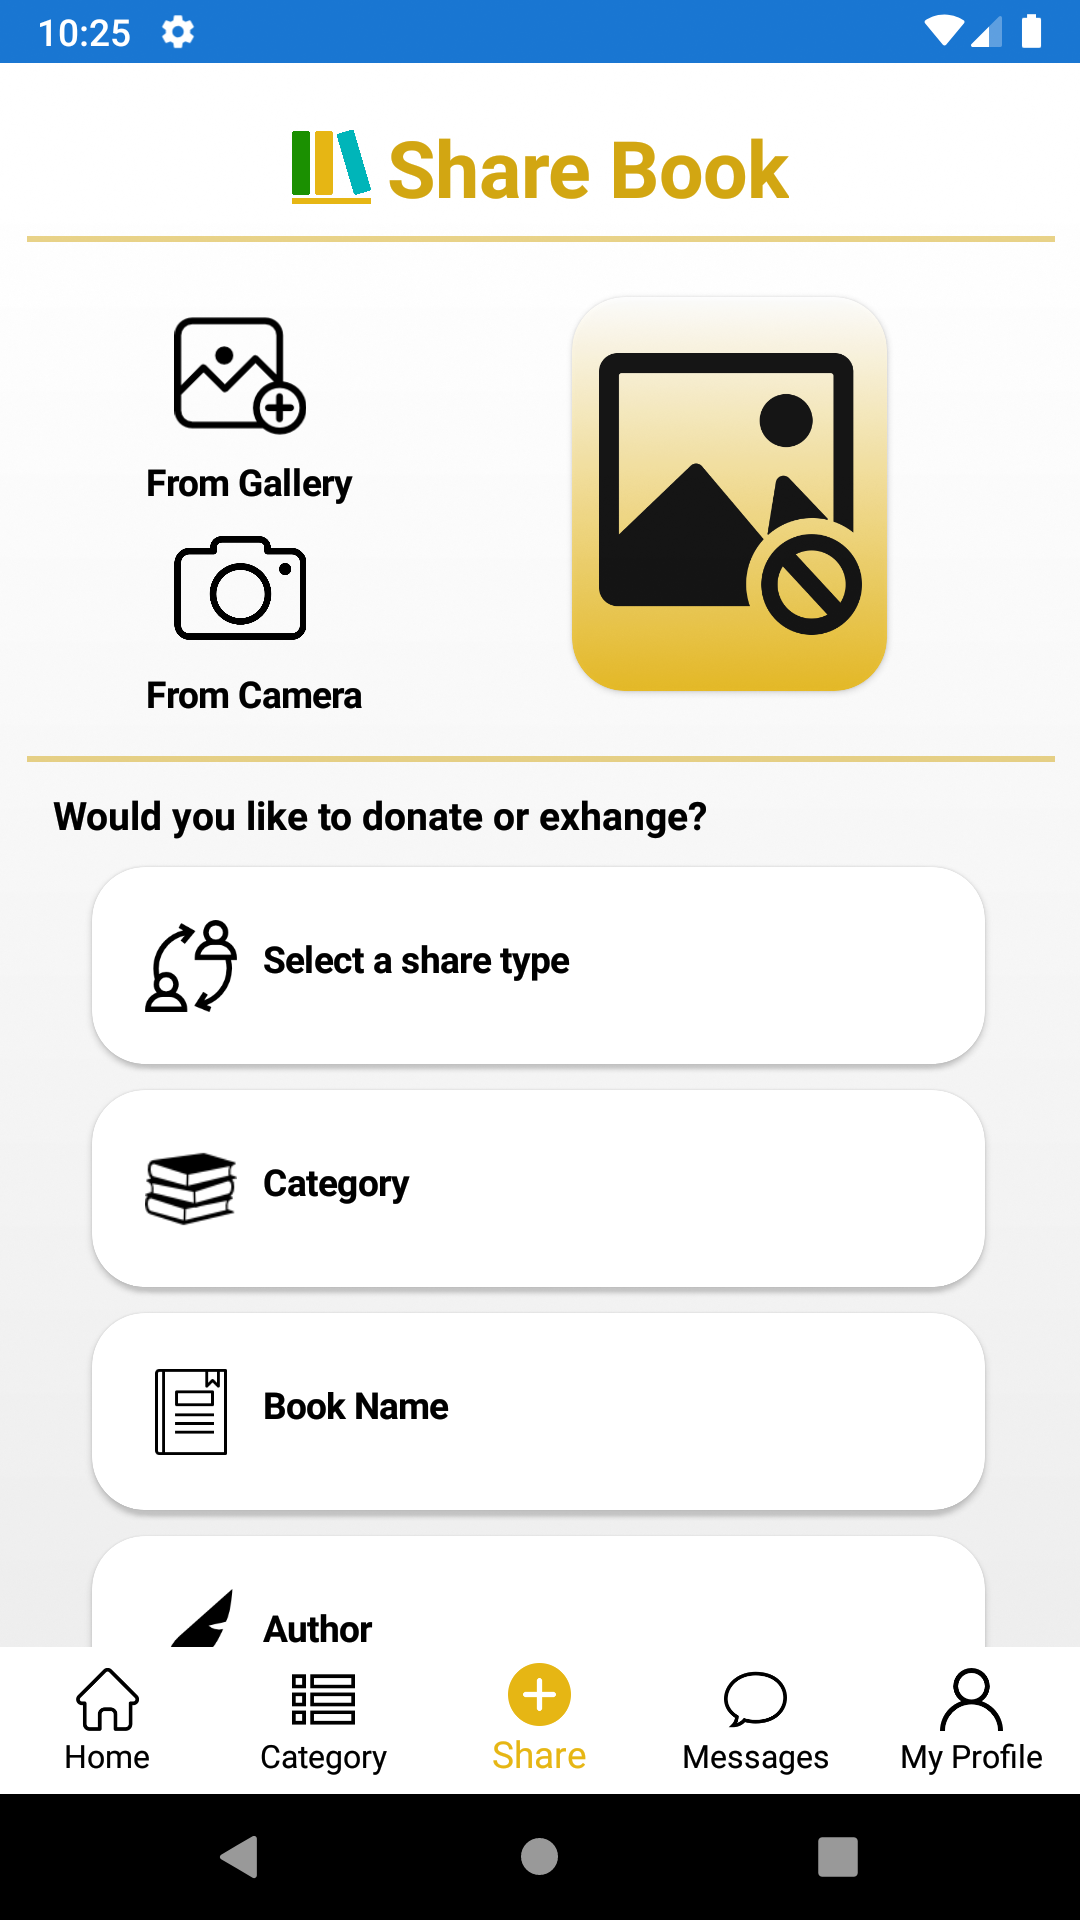 10:25
Share Book
From Gallery
From Camera
Would you like to donate or exhange?
Select a share type
Category
Book Name
Author
Home
Category
Share
Messages
My Profile